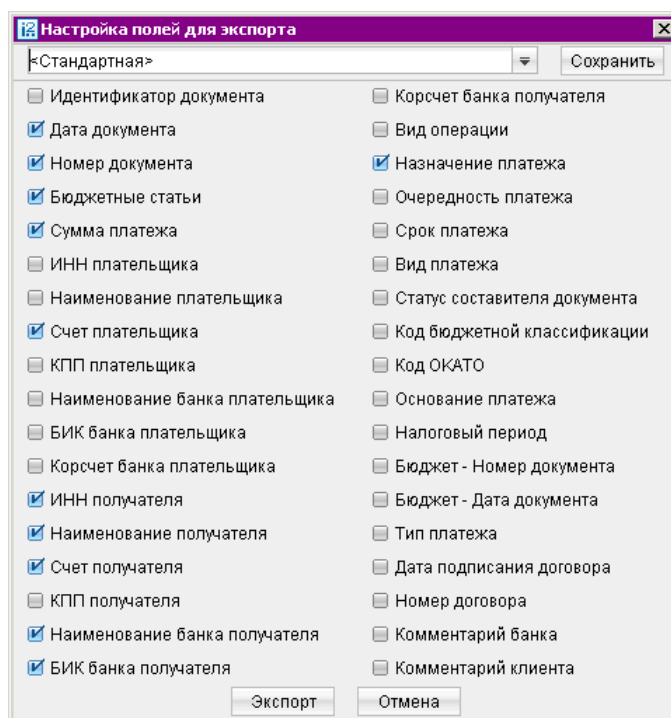 i2 Настройка полей для экспорта
<Стандартная>
Сохранить
Идентификатор документа
Дата документа
Номер документа
Бюджетные статьи
Сумма платежа
ИНН плательщика
Наименование плательщика
Счет плательщика
КПП плательщика
Наименование банка плательщика
БИК банка плательщика
Корсчет банка плательщика
ИНН получателя
Наименование получателя
Счет получателя
КПП получателя
Наименование банка получателя
БИК банка получателя
Корсчет банка получателя
Вид операции
Назначение платежа
Очередность платежа
Срок платежа
Вид платежа
Статус составителя документа
Код бюджетной классификации
Код ОКАТО
Основание платежа
Налоговый период
Бюджет - Номер документа
Бюджет - Дата документа
Тип платежа
Дата подписания договора
Номер договора
Комментарий банка
Комментарий клиента
Экспорт
Отмена